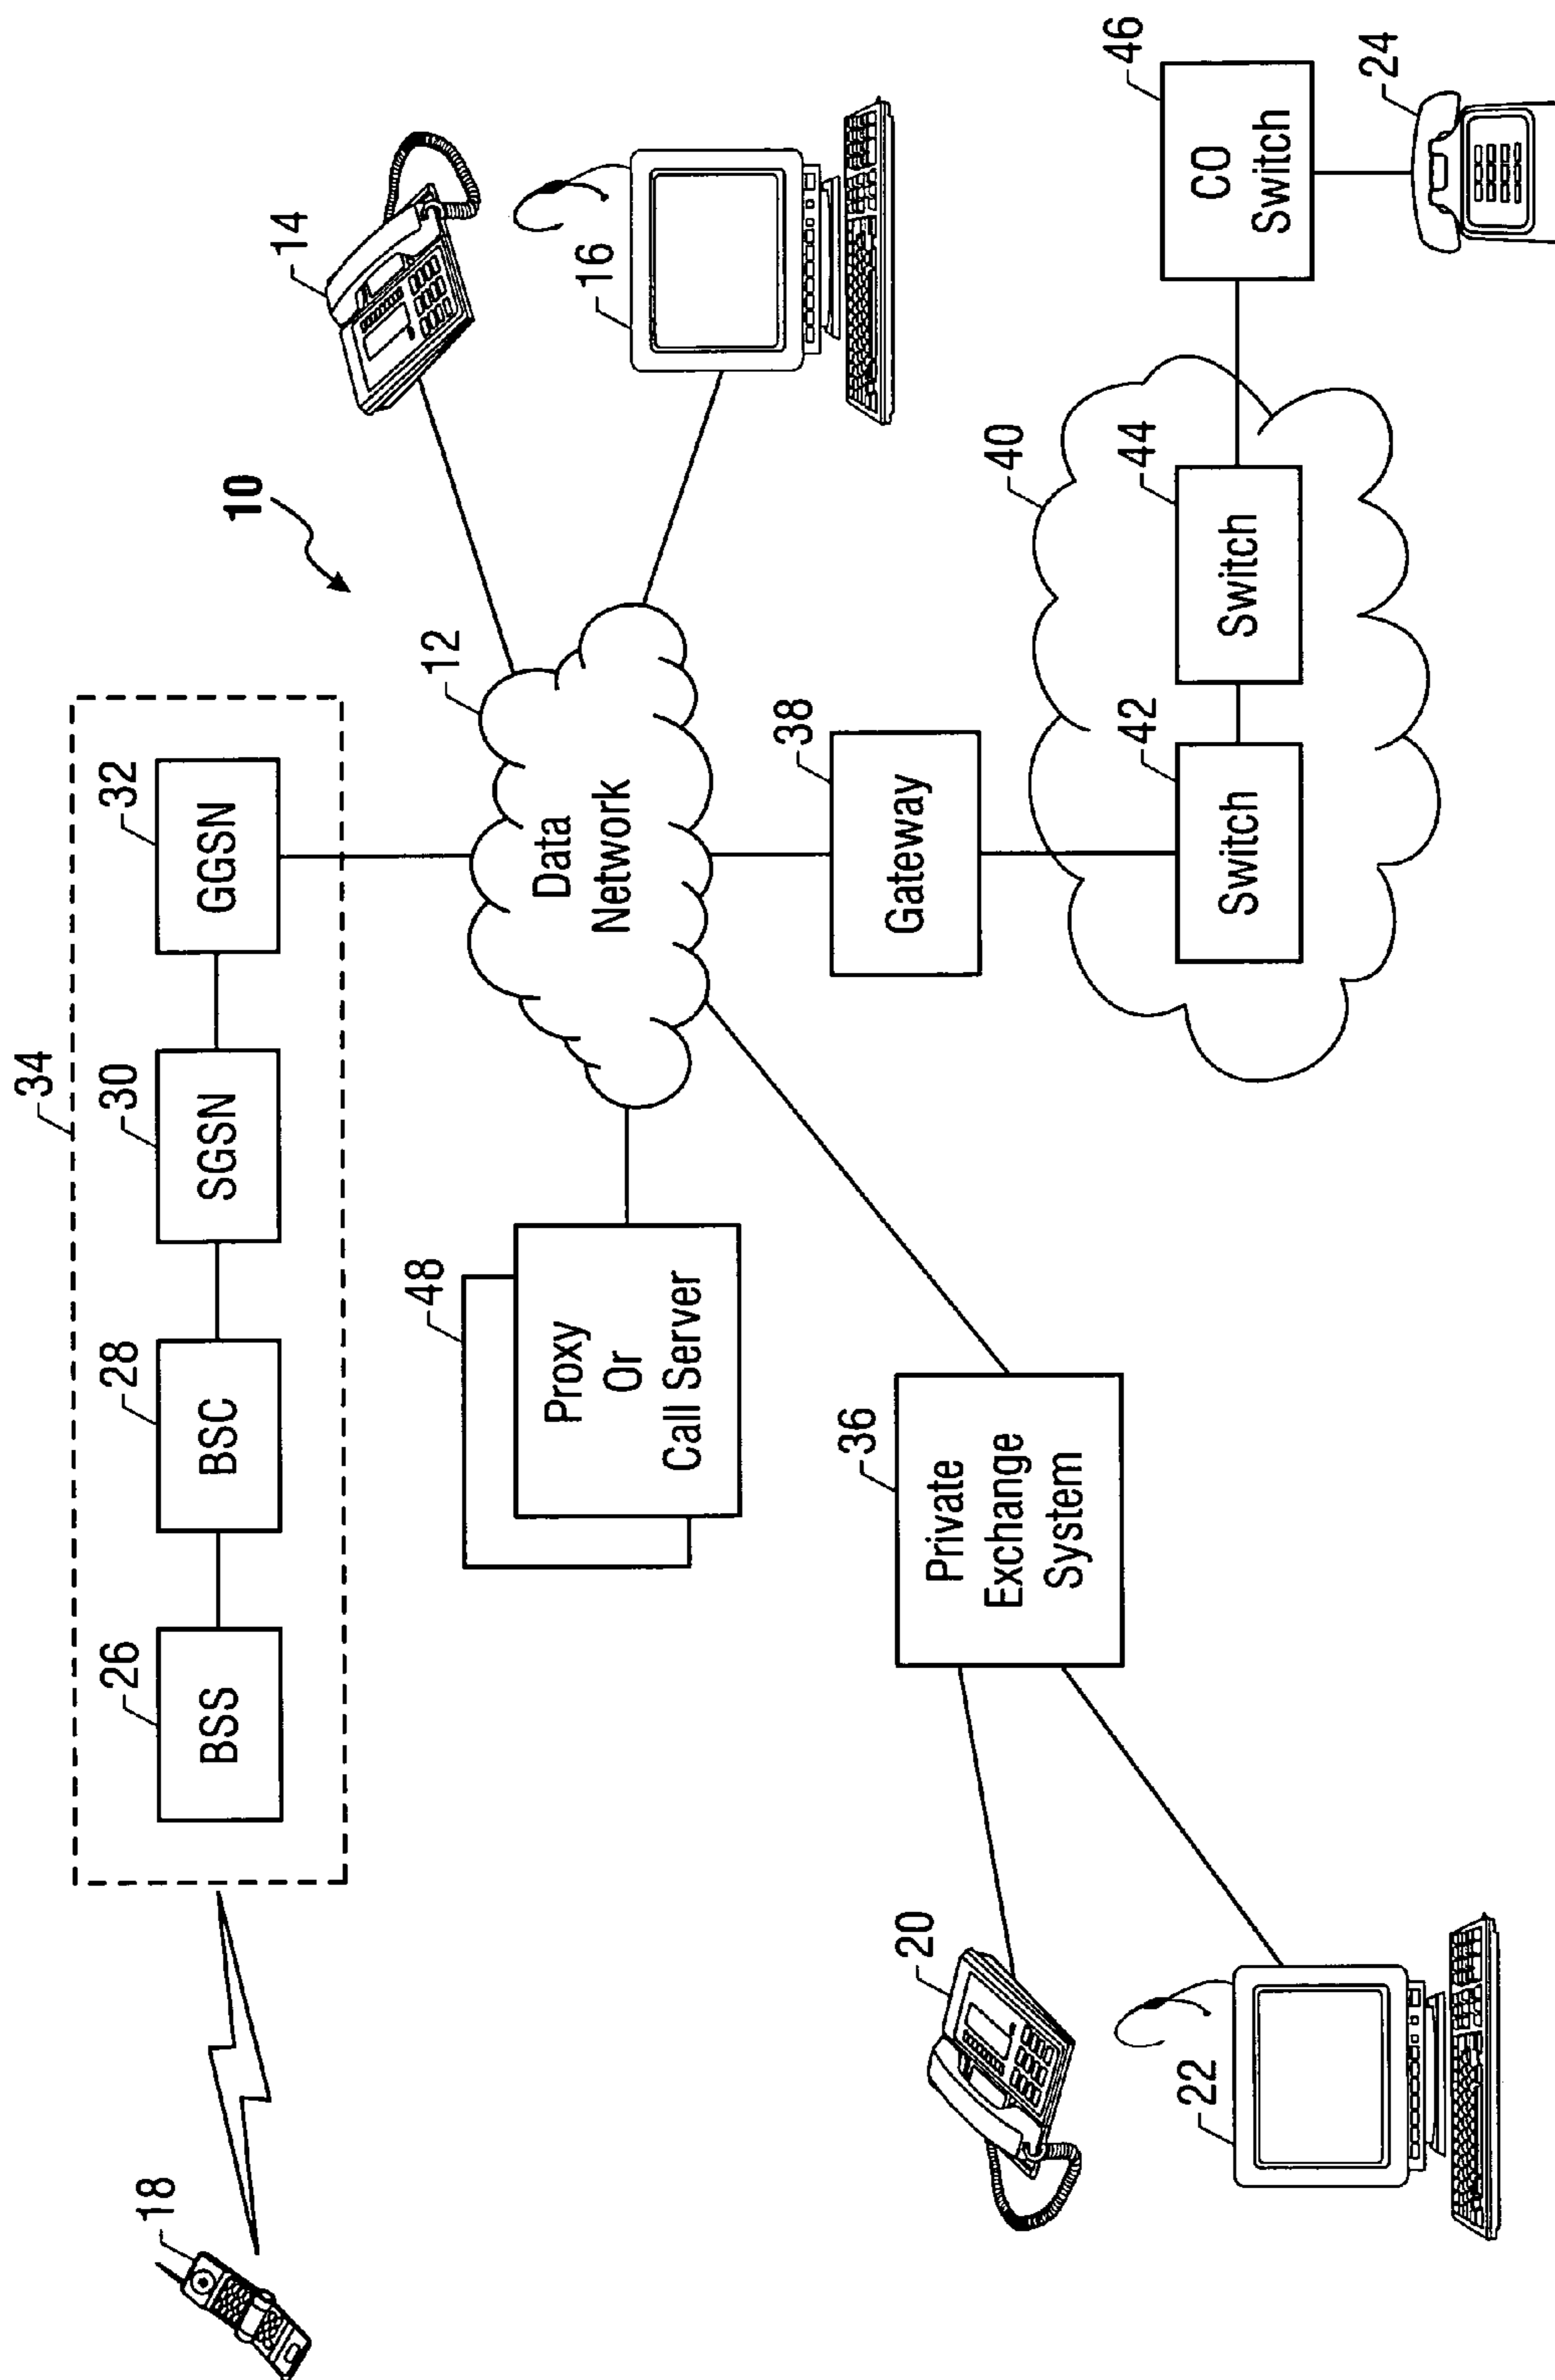 10
34
26
BSS
28
BSC
30
SGSN
32
GGSN
18
14
12
Data
Network
16
48
Proxy
Or
Call Server
38
Gateway
36
Private
Exchange
System
20
22
40
42
Switch
44
Switch
46
CO
Switch
24